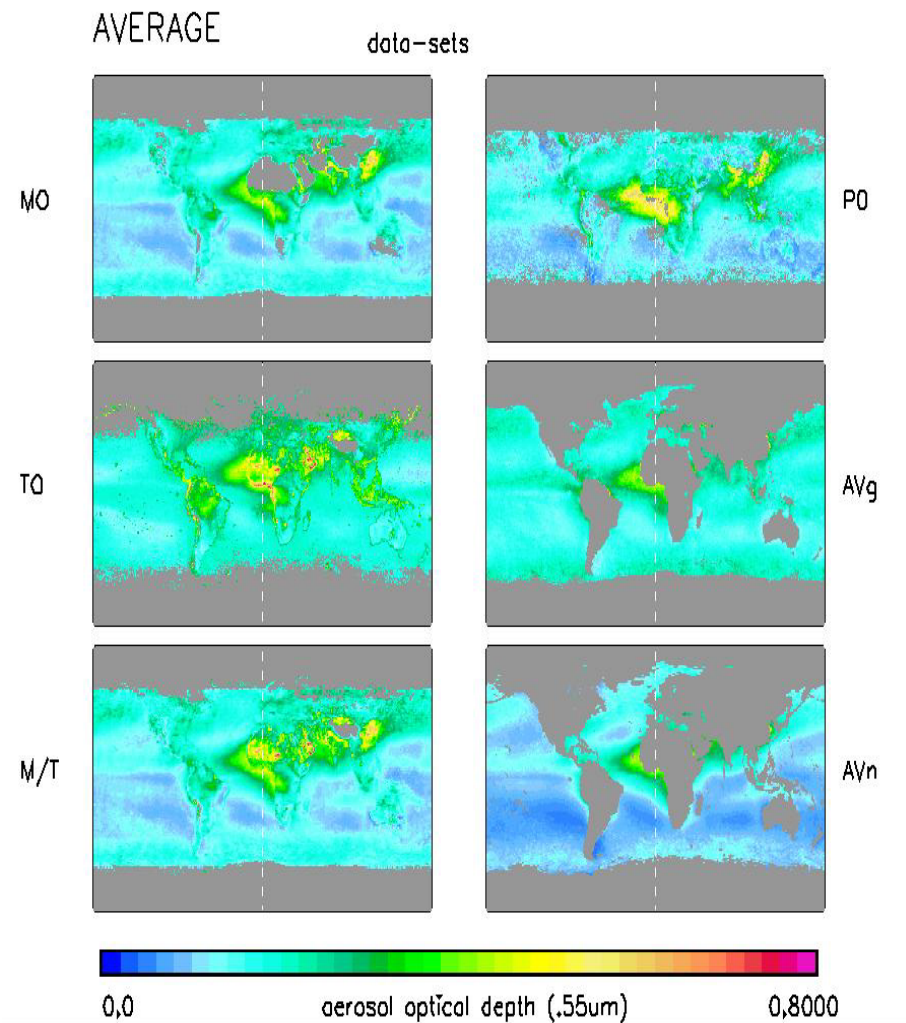 AVERAGE
data-sets
MO
PO
TO
AVg
M/T
AVn
0,0 aerosol optical depth (.55um) 0,8000